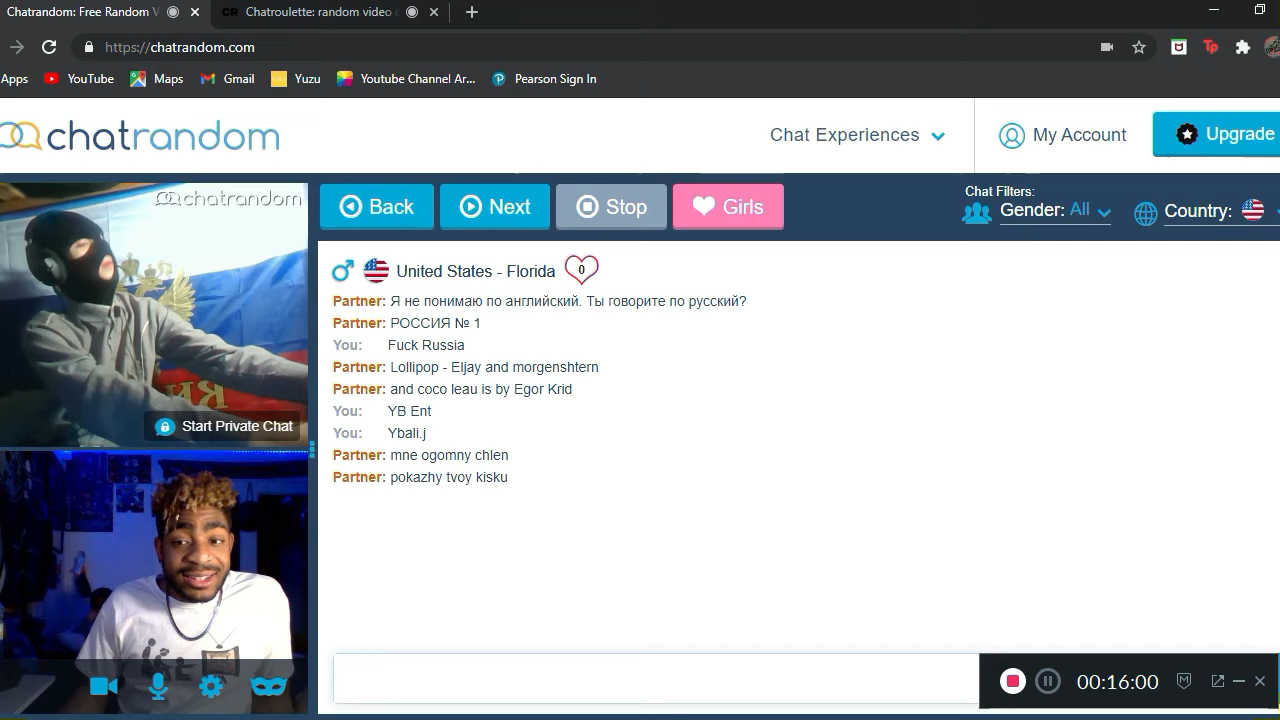 Chatrandom: Free Random V
CR Chatroulette: random video c
https://chatrandom.com
Apps YouTube Maps Gmail Yuzu Youtube Channel Ar... Pearson Sign In
chatrandom
Chat Experiences
My Account
Upgrade
chatrandom
Back
Next
Stop
Girls
Chat Filters:
Gender: All
Country:
United States - Florida 0
Partner: Я не понимаю по английский. Ты говорите по русский?
Partner: РОССИЯ № 1
You: Fuck Russia
Partner: Lollipop - Eljay and morgenshtern
Partner: and coco leau is by Egor Krid
You: YB Ent
You: Ybali.j
Partner: mne ogomny chlen
Partner: pokazhy tvoy kisku
Start Private Chat
00:16:00